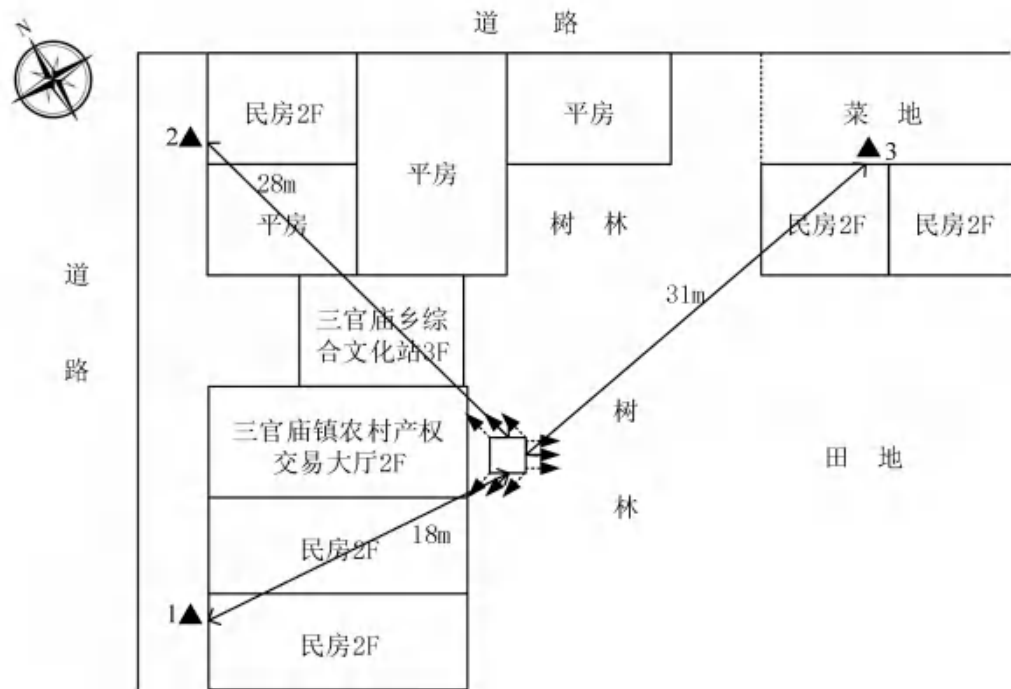 道 路
N
民房2F
平房
平房
菜 地
2
3
28m
平房
树 林
民房2F
民房2F
道
路
31m
三官庙乡综
合文化站3F
三官庙镇农村产权
交易大厅2F
树
林
田 地
18m
民房2F
1
民房2F